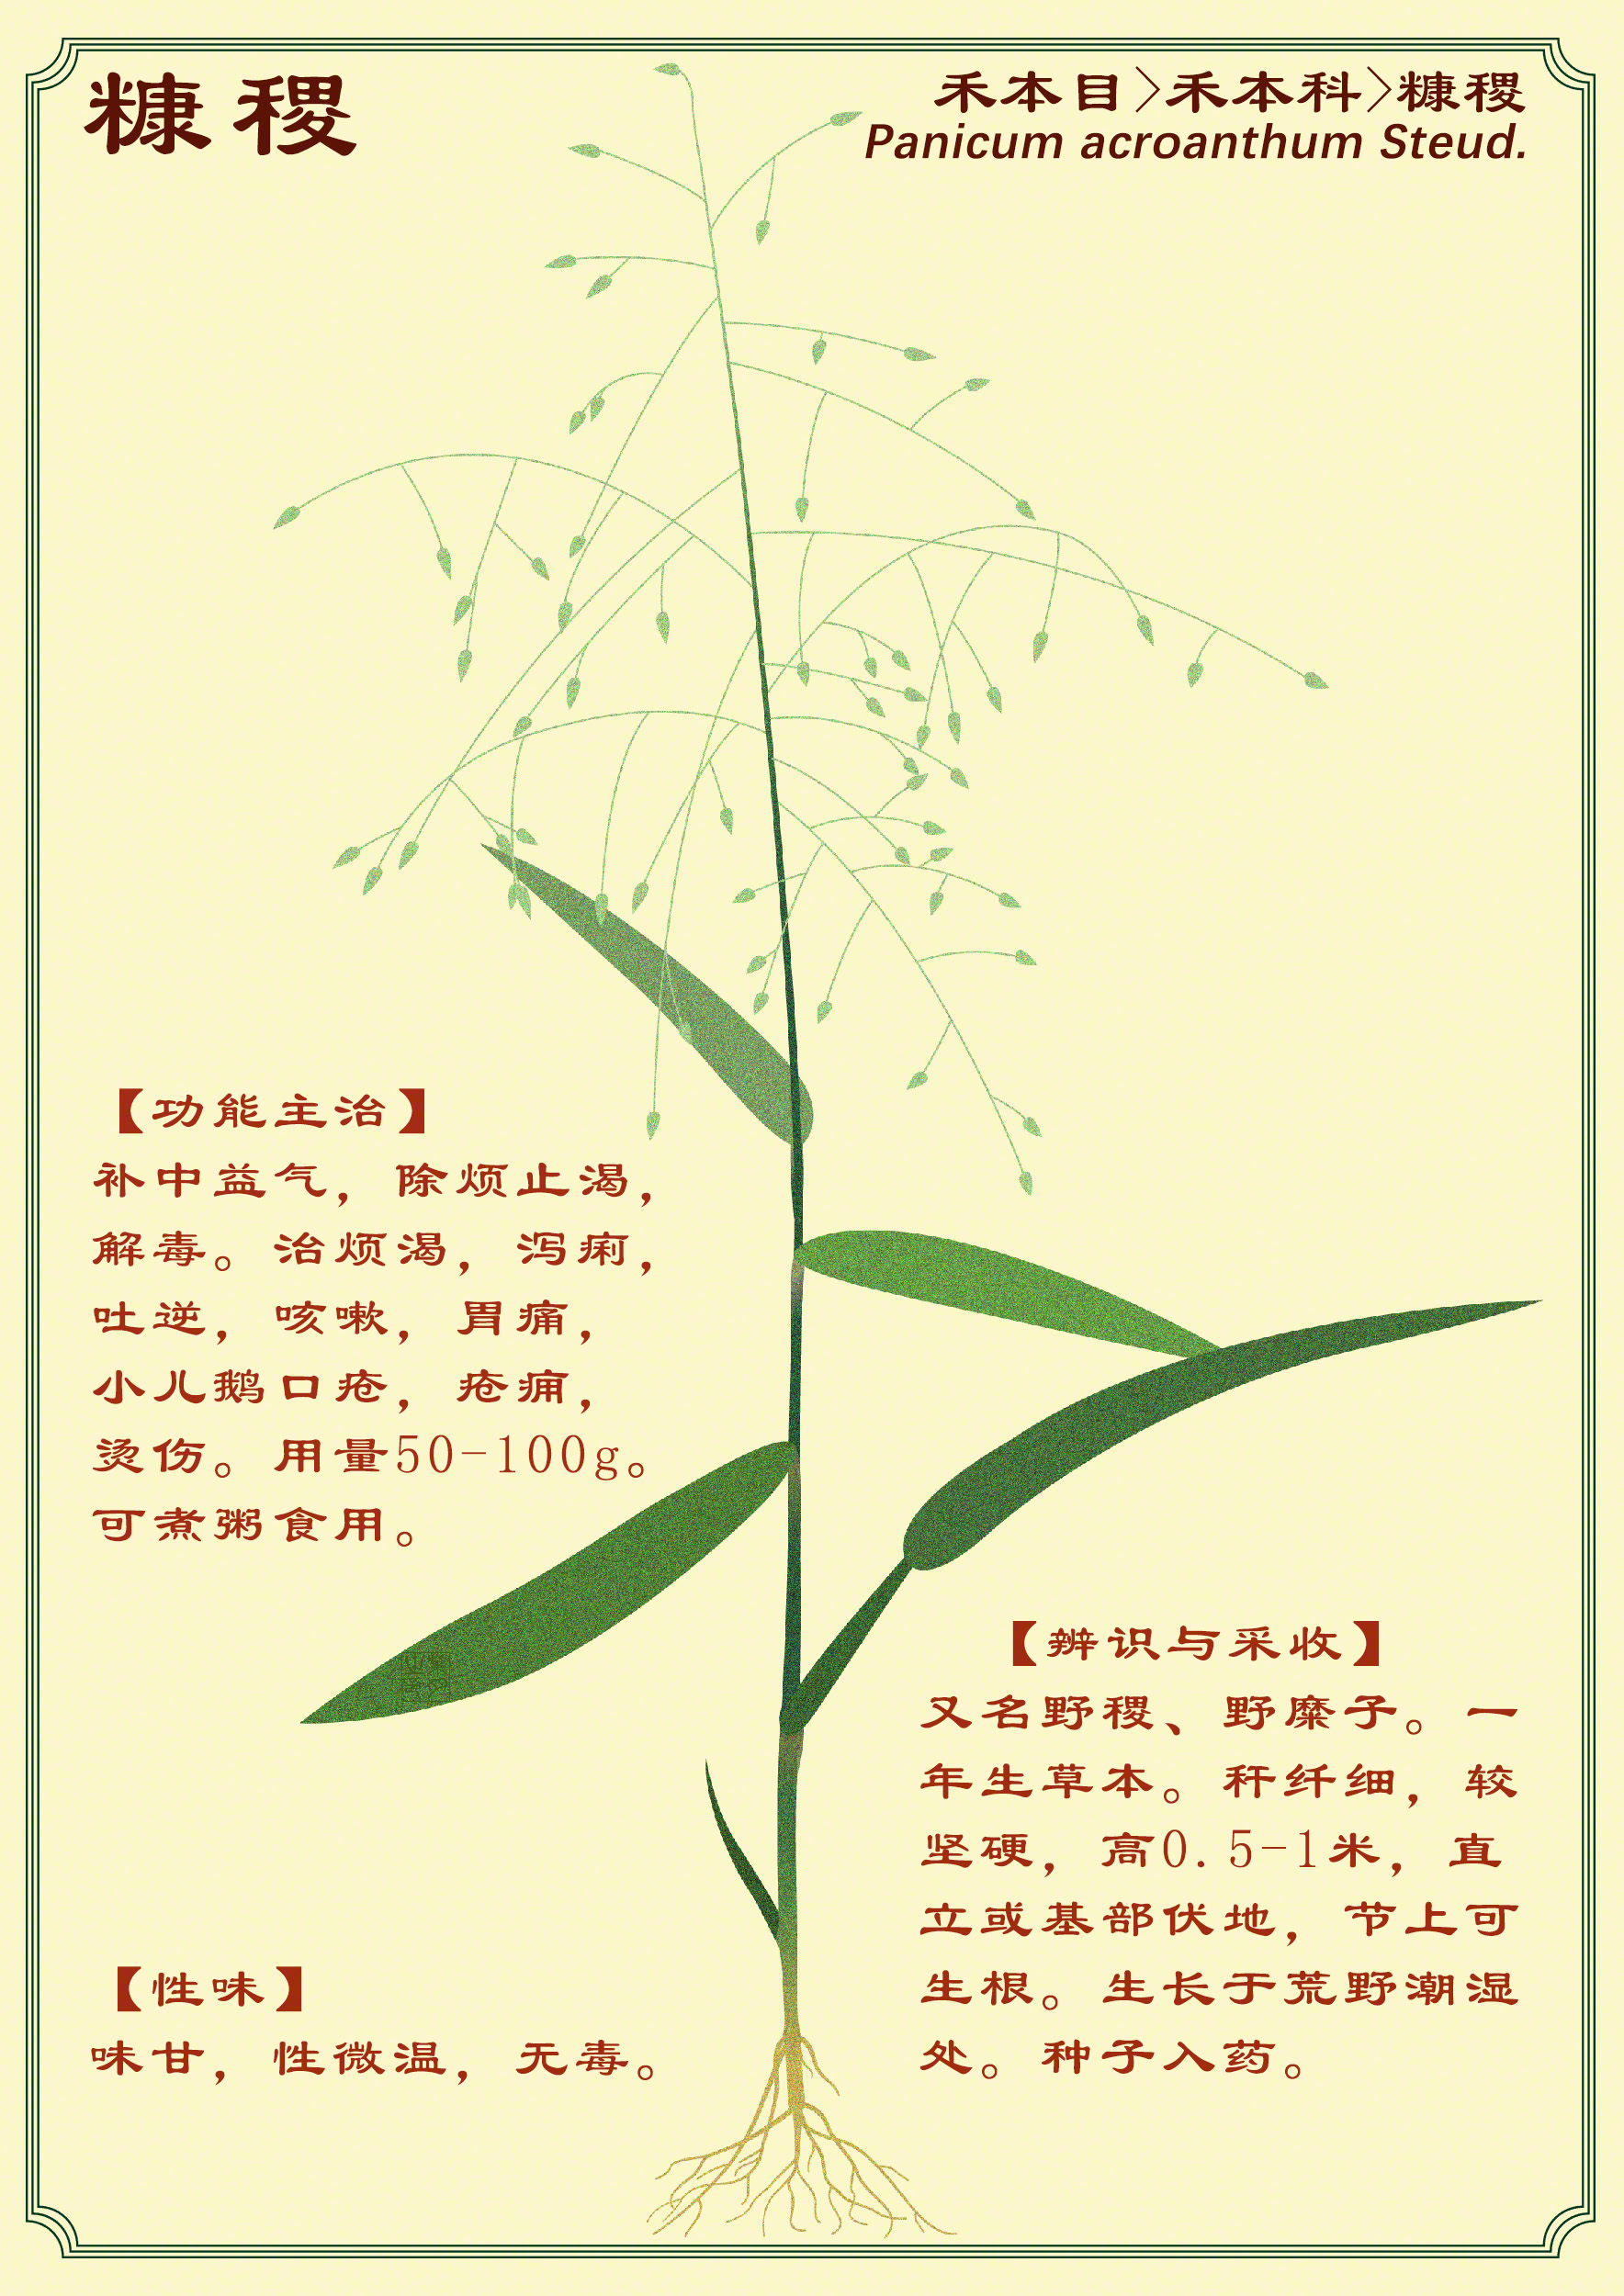 糠稷
禾本目>禾本科>糠稷
Panicum acroanthum Steud.
【功能主治】
补中益气，除烦止渴，
解毒。治烦渴，泻痢，
吐逆，咳嗽，胃痛，
小儿鹅口疮，疮痈，
烫伤。用量50-100g。
可煮粥食用。
【性味】
味甘，性微温，无毒。
【辨识与采收】
又名野稷、野糜子。一
年生草本。秆纤细，较
坚硬，高0.5-1米，直
立或基部伏地，节上可
生根。生长于荒野潮湿
处。种子入药。